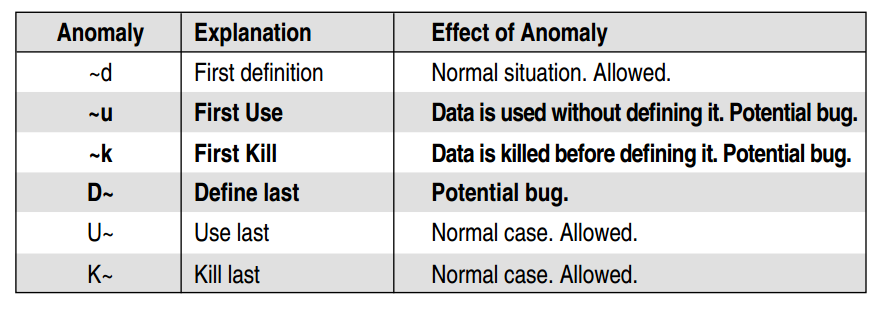 Anomaly Explanation Effect of Anomaly
~d First definition Normal situation. Allowed.
~u First Use Data is used without defining it. Potential bug.
~k First Kill Data is killed before defining it. Potential bug.
D~ Define last Potential bug.
U~ Use last Normal case. Allowed.
K~ Kill last Normal case. Allowed.